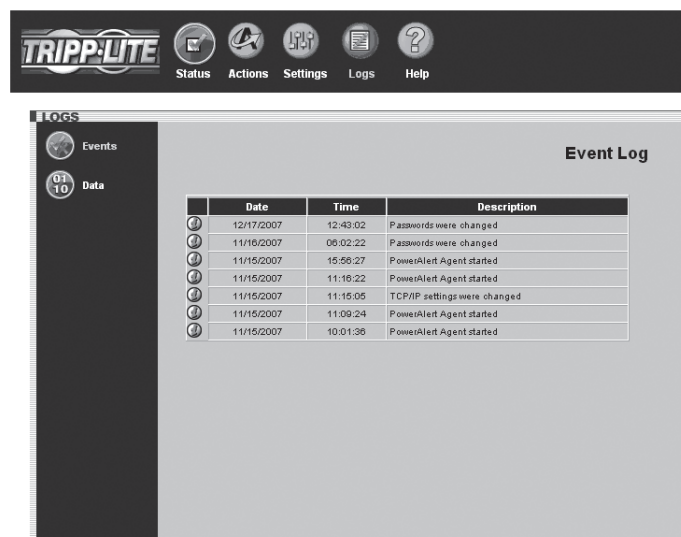 TRIPP·LITE
Status Actions Settings Logs Help
LOGS
Events
01
10
Data
Event Log
Date Time Description
12/17/2007 12:43:02 Passwords were changed
11/16/2007 06:02:22 Passwords were changed
11/15/2007 15:56:27 PowerAlert Agent started
11/15/2007 11:16:22 PowerAlert Agent started
11/15/2007 11:15:05 TCP/IP settings were changed
11/15/2007 11:09:24 PowerAlert Agent started
11/15/2007 10:01:36 PowerAlert Agent started